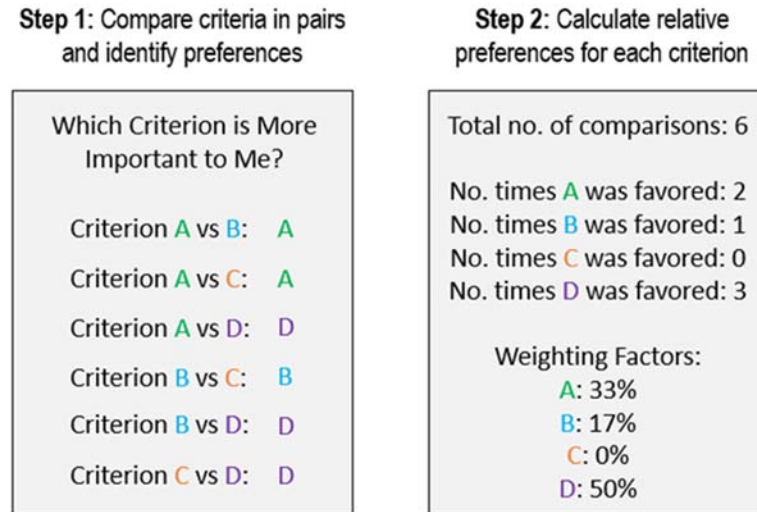 Step 1: Compare criteria in pairs
and identify preferences
Which Criterion is More
Important to Me?
Criterion A vs B: A
Criterion A vs C: A
Criterion A vs D: D
Criterion B vs C: B
Criterion B vs D: D
Criterion C vs D: D
Step 2: Calculate relative
preferences for each criterion
Total no. of comparisons: 6
No. times A was favored: 2
No. times B was favored: 1
No. times C was favored: 0
No. times D was favored: 3
Weighting Factors:
A: 33%
B: 17%
C: 0%
D: 50%